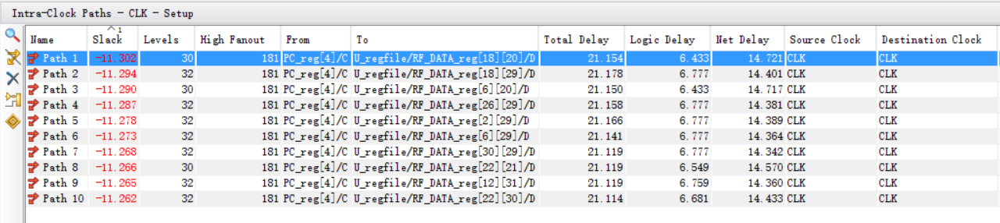 Intra-Clock Paths - CLK - Setup
Name Slack 1 Levels High Fanout From To Total Delay Logic Delay Net Delay Source Clock Destination Clock
Path 1 -11.302 30 181 PC_reg[4]/C U_regfile/RF_DATA_reg[18][20]/D 21.154 6.433 14.721 CLK CLK
Path 2 -11.294 32 181 PC_reg[4]/C U_regfile/RF_DATA_reg[18][29]/D 21.178 6.777 14.401 CLK CLK
Path 3 -11.290 30 181 PC_reg[4]/C U_regfile/RF_DATA_reg[6][20]/D 21.150 6.433 14.717 CLK CLK
Path 4 -11.287 32 181 PC_reg[4]/C U_regfile/RF_DATA_reg[26][29]/D 21.158 6.777 14.381 CLK CLK
Path 5 -11.278 32 181 PC_reg[4]/C U_regfile/RF_DATA_reg[2][29]/D 21.166 6.777 14.389 CLK CLK
Path 6 -11.273 32 181 PC_reg[4]/C U_regfile/RF_DATA_reg[6][29]/D 21.141 6.777 14.364 CLK CLK
Path 7 -11.268 32 181 PC_reg[4]/C U_regfile/RF_DATA_reg[30][29]/D 21.119 6.777 14.342 CLK CLK
Path 8 -11.266 30 181 PC_reg[4]/C U_regfile/RF_DATA_reg[22][21]/D 21.119 6.549 14.570 CLK CLK
Path 9 -11.265 32 181 PC_reg[4]/C U_regfile/RF_DATA_reg[12][31]/D 21.119 6.759 14.360 CLK CLK
Path 10 -11.262 32 181 PC_reg[4]/C U_regfile/RF_DATA_reg[22][30]/D 21.114 6.681 14.433 CLK CLK